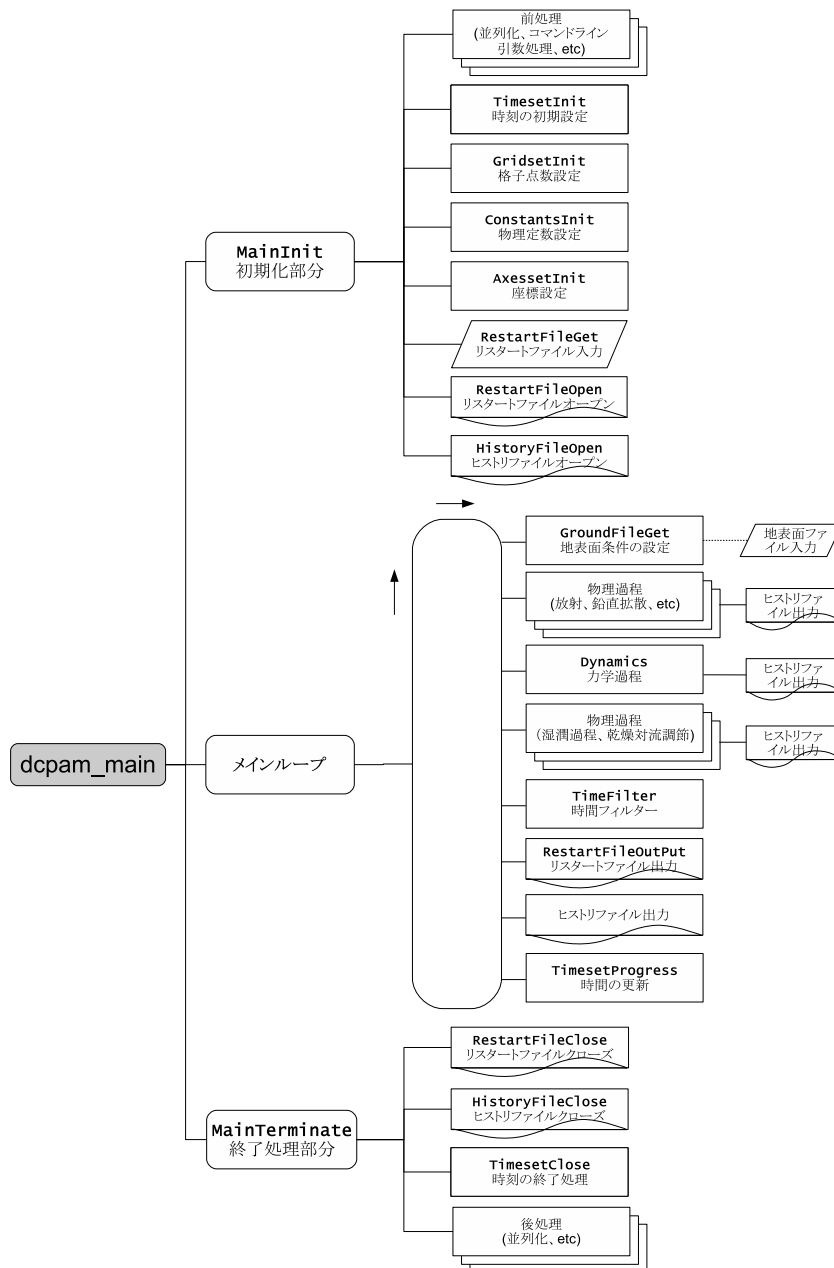 前処理
(並列化、コマンドライン
引数処理、etc)
TimesetInit
時刻の初期設定
GridsetInit
格子点数設定
ConstantsInit
物理定数設定
MainInit
初期化部分
AxessetInit
座標設定
RestartFileGet
リスタートファイル入力
RestartFileOpen
リスタートファイルオープン
HistoryFileOpen
ヒストリファイルオープン
dcpam_main
メインループ
GroundFileGet
地表面条件の設定
地表面ファ
イル入力
物理過程
(放射、鉛直拡散、etc)
ヒストリファ
イル出力
Dynamics
力学過程
ヒストリファ
イル出力
物理過程
(湿潤過程、乾燥対流調節)
ヒストリファ
イル出力
TimeFilter
時間フィルター
RestartFileOutPut
リスタートファイル出力
ヒストリファイル出力
TimesetProgress
時間の更新
MainTerminate
終了処理部分
RestartFileClose
リスタートファイルクローズ
HistoryFileClose
ヒストリファイルクローズ
TimesetClose
時刻の終了処理
後処理
(並列化、etc)